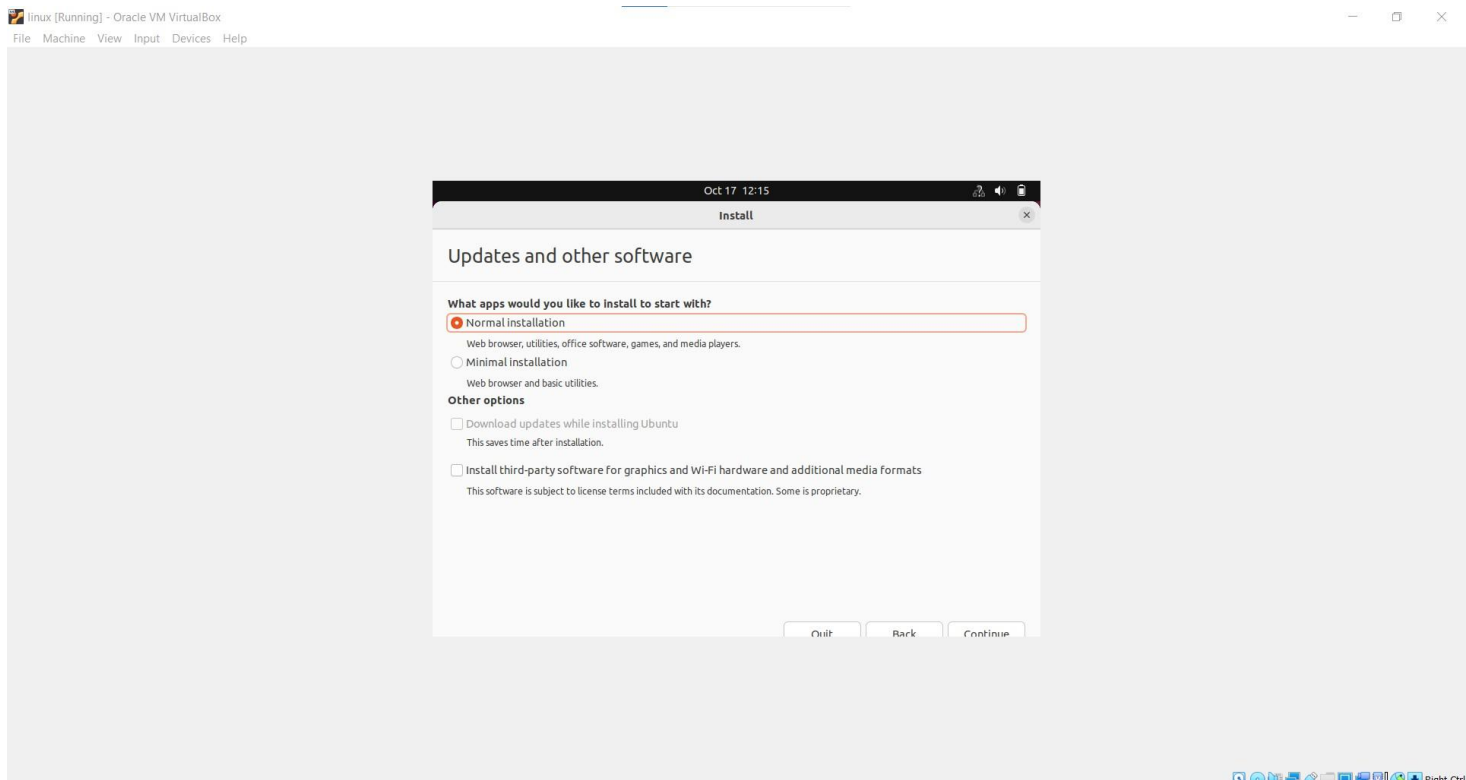 linux [Running] - Oracle VM VirtualBox
File Machine View Input Devices Help
Oct 17 12:15
Install
Updates and other software
What apps would you like to install to start with?
Normal installation
Web browser, utilities, office software, games, and media players.
Minimal installation
Web browser and basic utilities.
Other options
Download updates while installing Ubuntu
This saves time after installation.
Install third-party software for graphics and Wi-Fi hardware and additional media formats
This software is subject to license terms included with its documentation. Some is proprietary.
Quit Back Continue
Right Ctrl